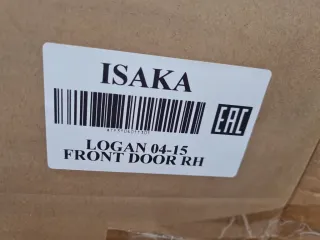 ISAKA
EAC
LOGAN 04-15
FRONT DOOR RH